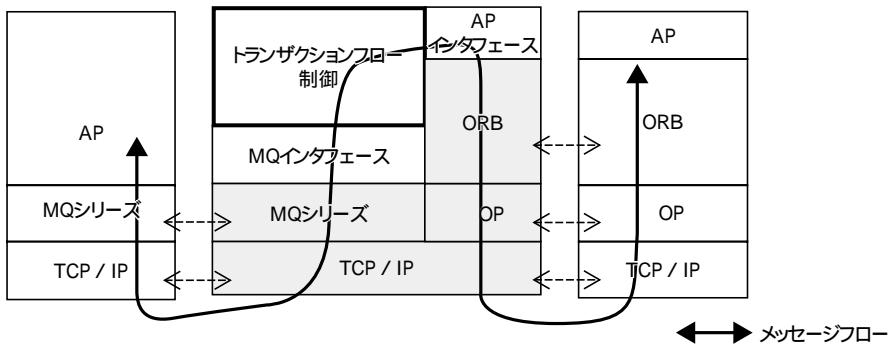 AP
MQシリーズ
TCP / IP
トランザクションフロー
制御
MQインタフェース
MQシリーズ
TCP / IP
AP
インタフェース
ORB
OP
AP
ORB
OP
TCP / IP
メッセージフロー